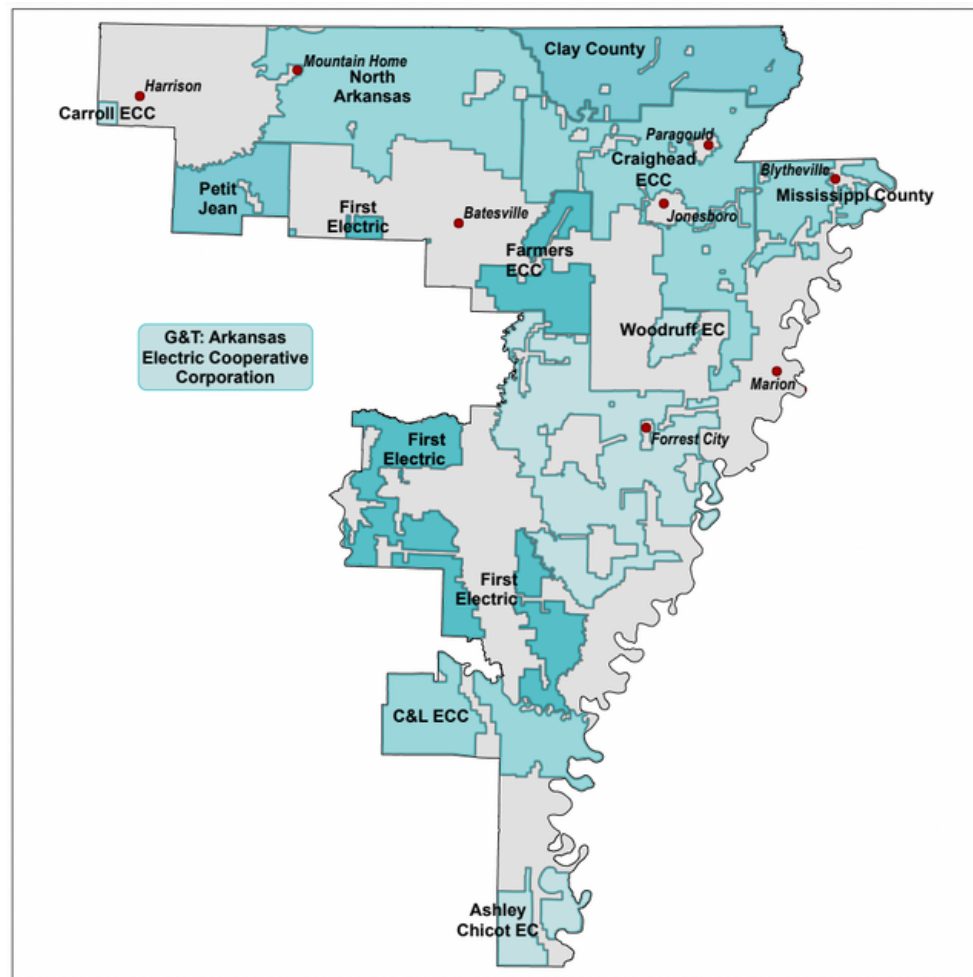 Clay County
Mountain Home
North
Arkansas
Harrison
Carroll ECC
Paragould
Craighead
ECC
Blytheville
Mississippi County
Petit
Jean
First
Electric
Batesville
Jonesboro
Farmers
ECC
G&T: Arkansas
Electric Cooperative
Corporation
Woodruff EC
Marion
First
Electric
Forrest City
First
Electric
C&L ECC
Ashley
Chicot EC